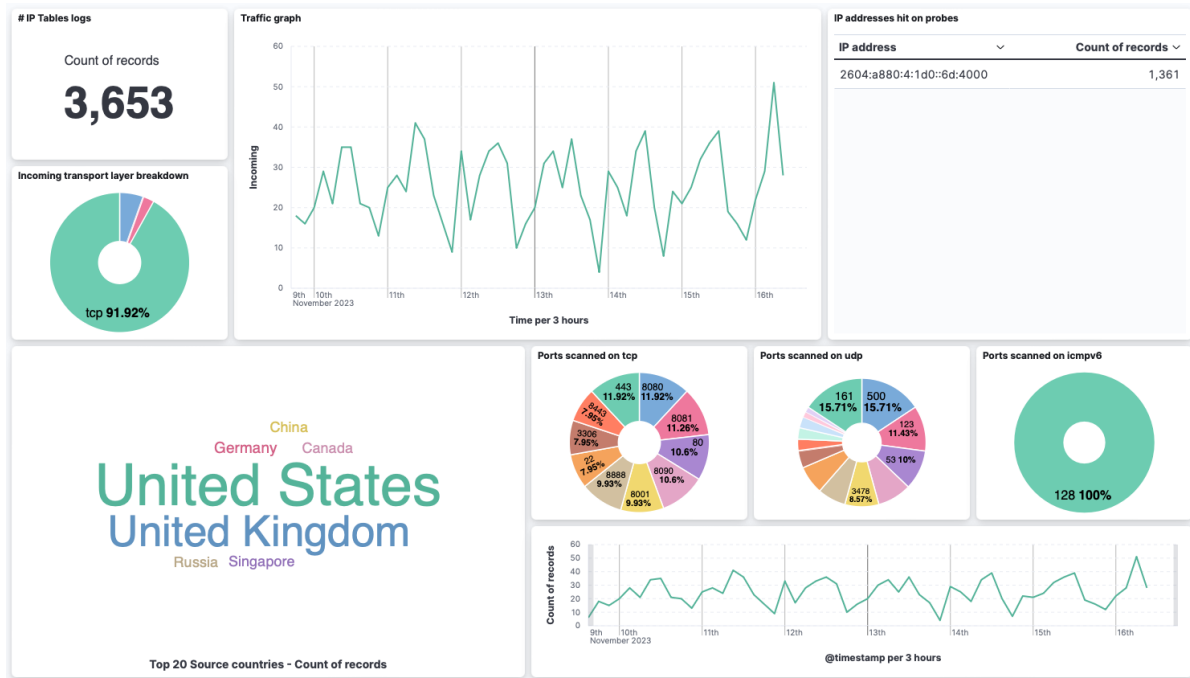 # IP Tables logs
Count of records
3,653
Incoming transport layer breakdown
tcp 91.92%
Traffic graph
60
50
40
30
20
10
0
Incoming
9th
November 2023
10th
11th
12th
13th
14th
15th
16th
Time per 3 hours
IP addresses hit on probes
IP address
Count of records
2604:a880:4:1d0::6d:4000
1,361
China
Germany
Canada
United States
United Kingdom
Russia
Singapore
Top 20 Source countries - Count of records
Ports scanned on tcp
443
11.92%
8080
11.92%
8081
11.26%
80
10.6%
8090
10.6%
8001
9.93%
8888
9.93%
22
7.95%
3306
7.95%
8443
7.95%
Ports scanned on udp
161
15.71%
500
15.71%
123
11.43%
53 10%
3478
8.57%
Ports scanned on icmpv6
128 100%
Count of records
60
50
40
30
20
10
0
9th
November 2023
10th
11th
12th
13th
14th
15th
16th
@timestamp per 3 hours